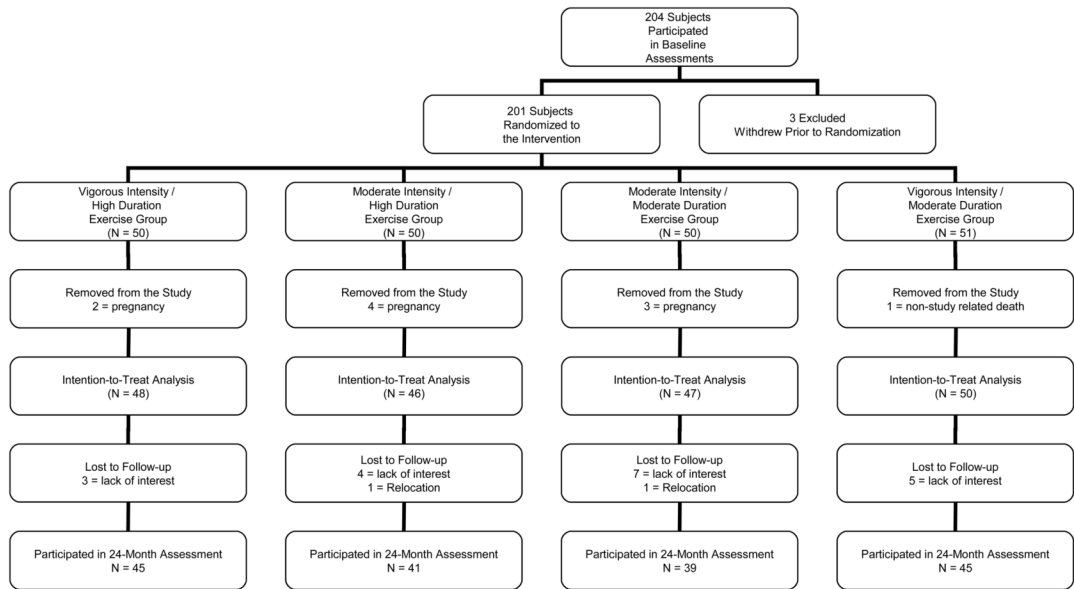 204 Subjects
Participated
in Baseline
Assessments
201 Subjects
Randomized to
the Intervention
3 Excluded
Withdrew Prior to Randomization
Vigorous Intensity /
High Duration
Exercise Group
(N = 50)
Moderate Intensity /
High Duration
Exercise Group
(N = 50)
Moderate Intensity /
Moderate Duration
Exercise Group
(N = 50)
Vigorous Intensity /
Moderate Duration
Exercise Group
(N = 51)
Removed from the Study
2 = pregnancy
Removed from the Study
4 = pregnancy
Removed from the Study
3 = pregnancy
Removed from the Study
1 = non-study related death
Intention-to-Treat Analysis
(N = 48)
Intention-to-Treat Analysis
(N = 46)
Intention-to-Treat Analysis
(N = 47)
Intention-to-Treat Analysis
(N = 50)
Lost to Follow-up
3 = lack of interest
Lost to Follow-up
4 = lack of interest
1 = Relocation
Lost to Follow-up
7 = lack of interest
1 = Relocation
Lost to Follow-up
5 = lack of interest
Participated in 24-Month Assessment
N = 45
Participated in 24-Month Assessment
N = 41
Participated in 24-Month Assessment
N = 39
Participated in 24-Month Assessment
N = 45